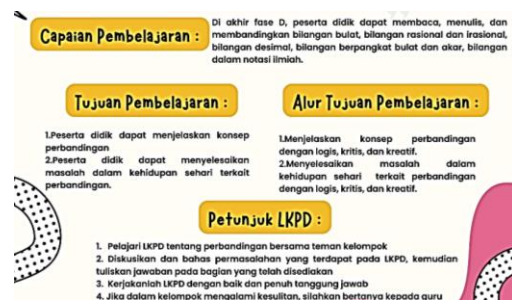 Capaian Pembelajaran :
Di akhir fase D, peserta didik dapat membaca, menulis, dan
membandingkan bilangan bulat, bilangan rasional dan irasional,
bilangan desimal, bilangan berpangkat bulat dan akar, bilangan
dalam notasi ilmiah.
Tujuan Pembelajaran :
1.Peserta didik dapat menjelaskan konsep
perbandingan
2.Peserta didik dapat menyelesaikan
masalah dalam kehidupan sehari terkait
perbandingan.
Alur Tujuan Pembelajaran :
1.Menjelaskan konsep perbandingan
dengan logis, kritis, dan kreatif.
2.Menyelesaikan masalah dalam
kehidupan sehari terkait perbandingan
dengan logis, kritis, dan kreatif.
Petunjuk LKPD :
1. Pelajari LKPD tentang perbandingan bersama teman kelompok
2. Diskusikan dan bahas permasalahan yang terdapat pada LKPD, kemudian
tuliskan jawaban pada bagian yang telah disediakan
3. Kerjakanlah LKPD dengan baik dan penuh tanggung jawab
4. Jika dalam kelompok mengalami kesulitan, silahkan bertanya kepada guru